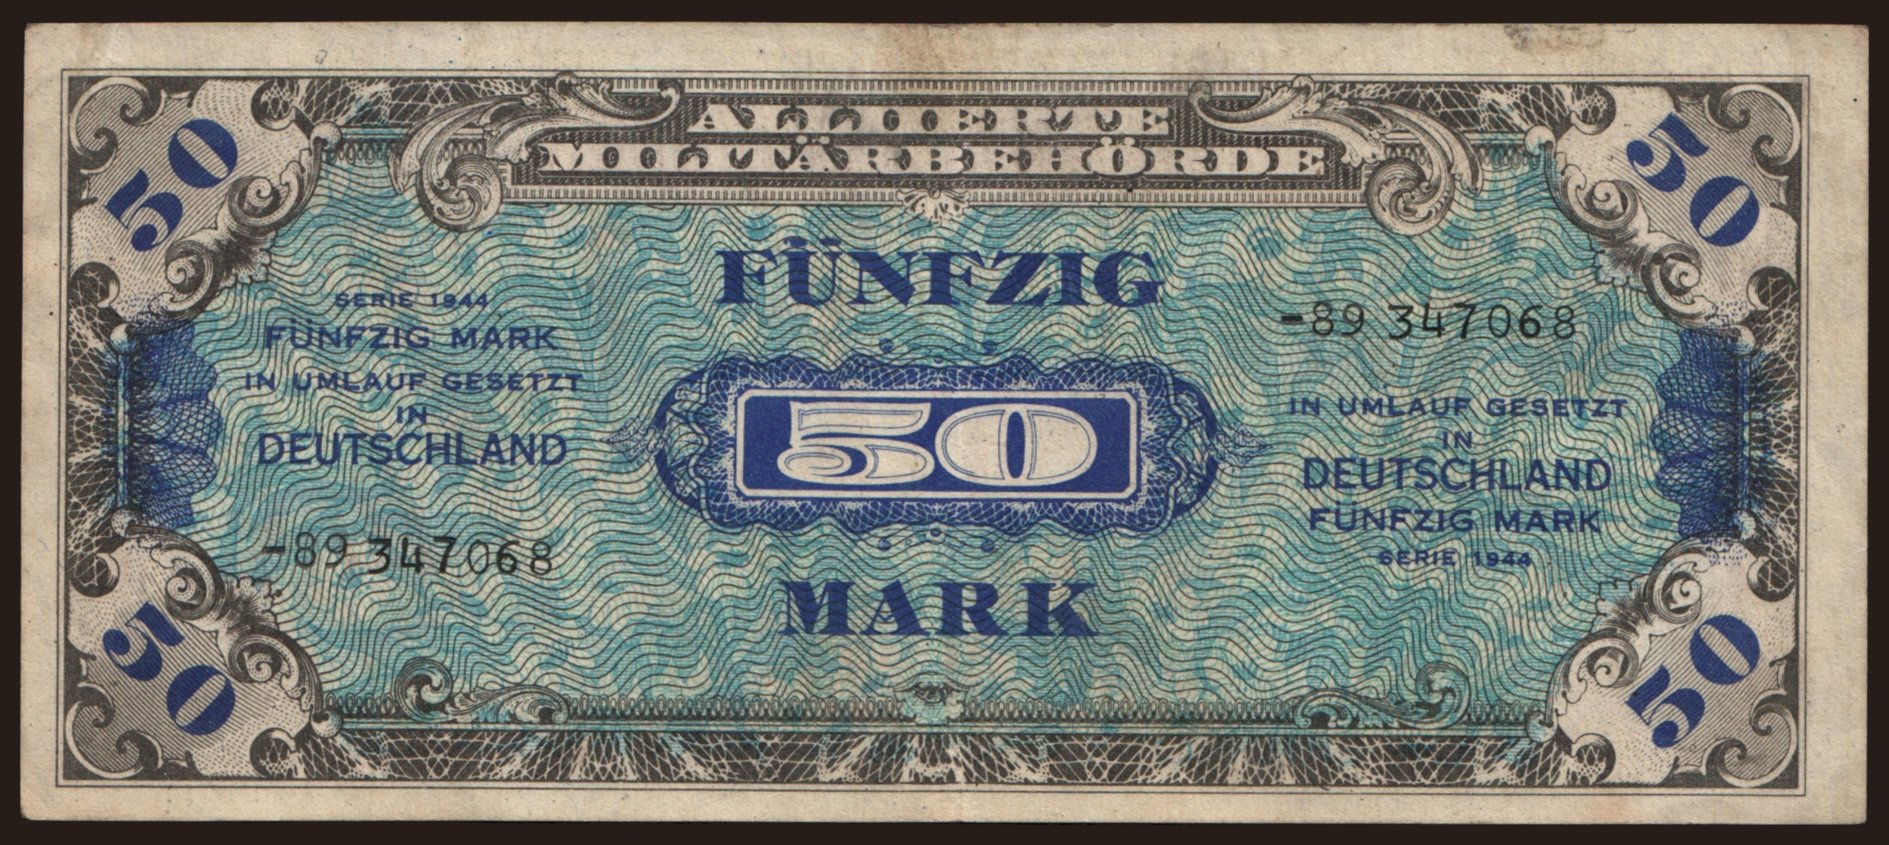 50
50
ALLIIERTE
MILITÄRBEHÖRDE
FÜNFZIG
SERIE 1944
FÜNFZIG MARK
IN UMLAUF GESETZT
IN
DEUTSCHLAND
-89 347068
50
-89 347068
IN UMLAUF GESETZT
IN
DEUTSCHLAND
FÜNFZIG MARK
SERIE 1944
MARK
50
50